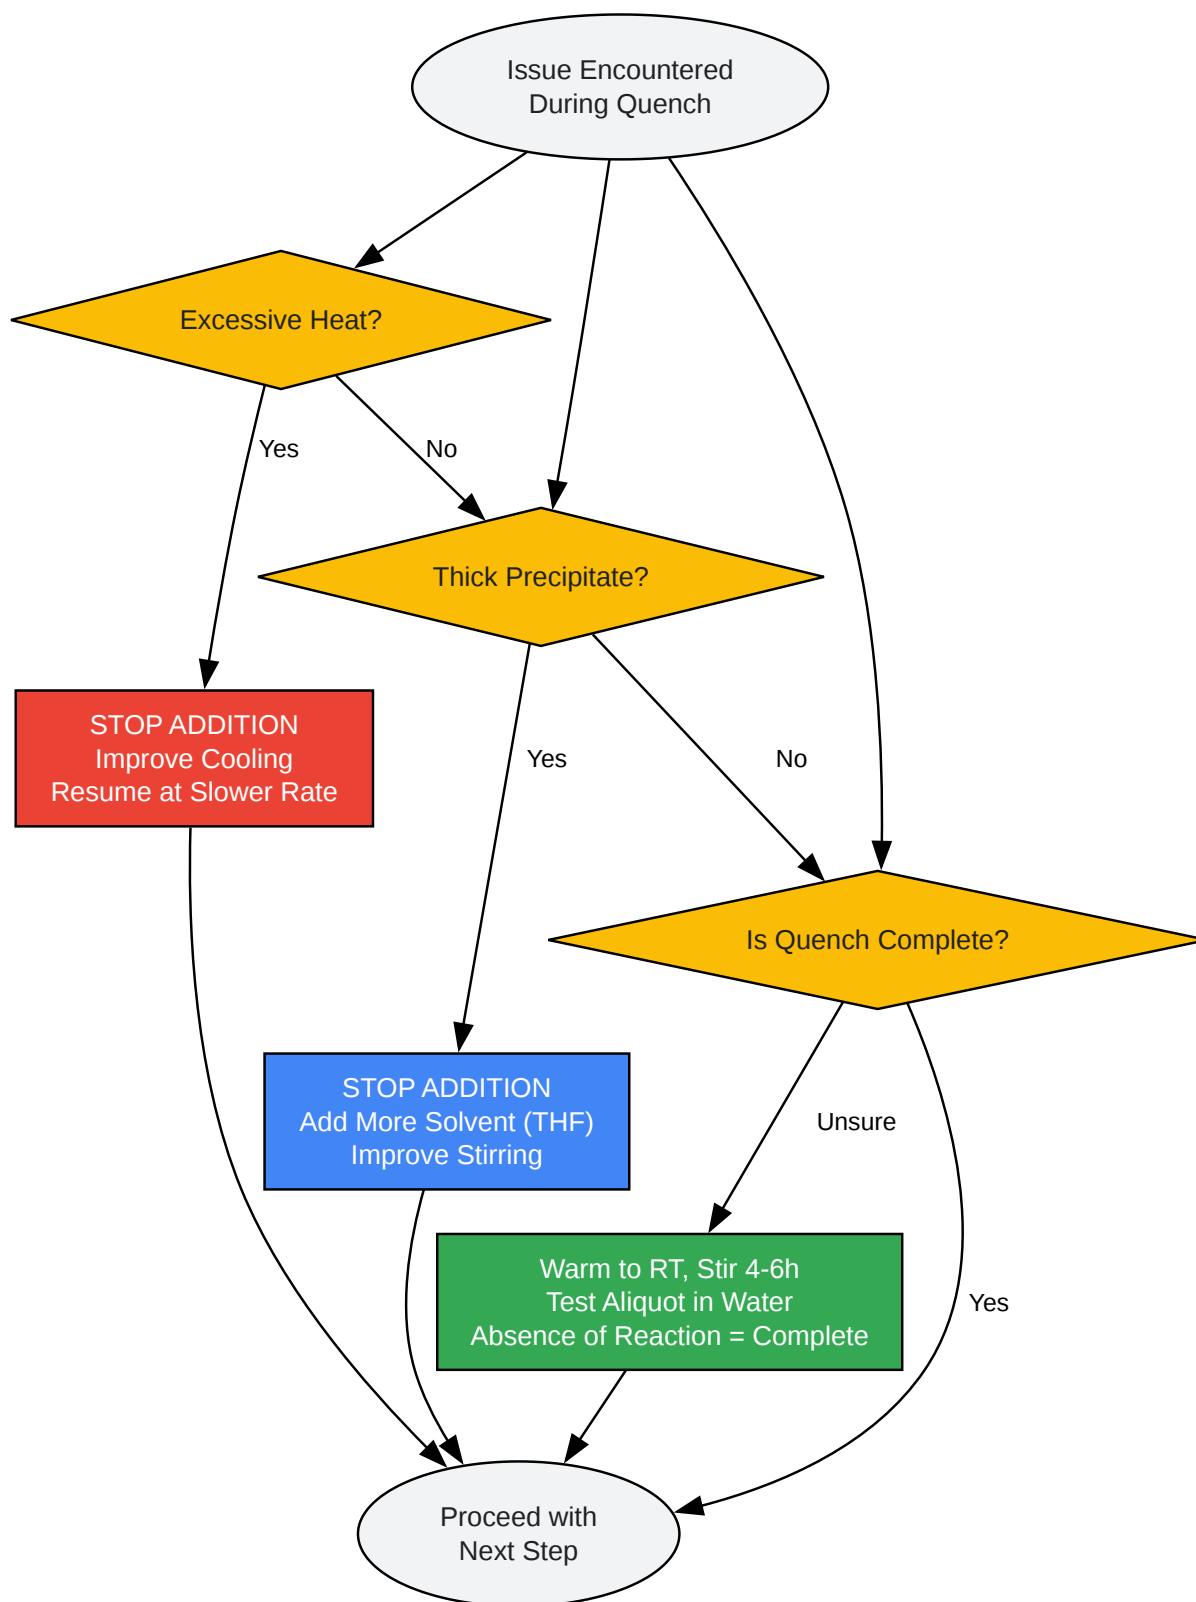 Issue Encountered
During Quench
Excessive Heat?
Yes
No
Thick Precipitate?
STOP ADDITION
Improve Cooling
Resume at Slower Rate
Yes
No
Is Quench Complete?
STOP ADDITION
Add More Solvent (THF)
Improve Stirring
Unsure
Warm to RT, Stir 4-6h
Test Aliquot in Water
Absence of Reaction = Complete
Yes
Proceed with
Next Step